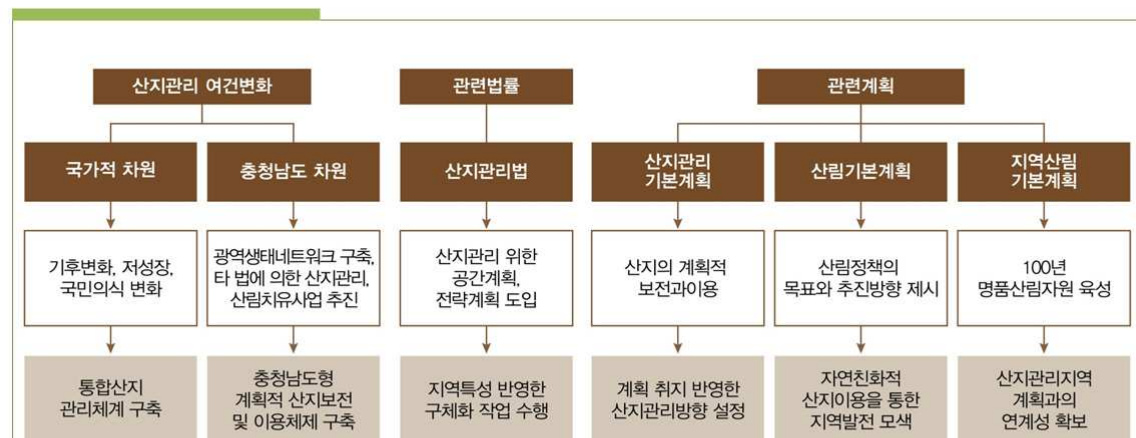 산지관리 여건변화
관련법률
관련계획
국가적 차원
충청남도 차원
산지관리법
산지관리
기본계획
산림기본계획
지역산림
기본계획
기후변화, 저성장,
국민의식 변화
광역생태네트워크 구축,
타 법에 의한 산지관리,
산림치유사업 추진
산지관리 위한
공간계획,
전략계획 도입
산지의 계획적
보전과이용
산림정책의
목표와 추진방향 제시
100년
명품산림자원 육성
통합산지
관리체계 구축
충청남도형
계획적 산지보전
및 이용체제 구축
지역특성 반영한
구체화 작업 수행
계획 취지 반영한
산지관리방향 설정
자연친화적
산지이용을 통한
지역발전 모색
산지관리지역
계획과의
연계성 확보